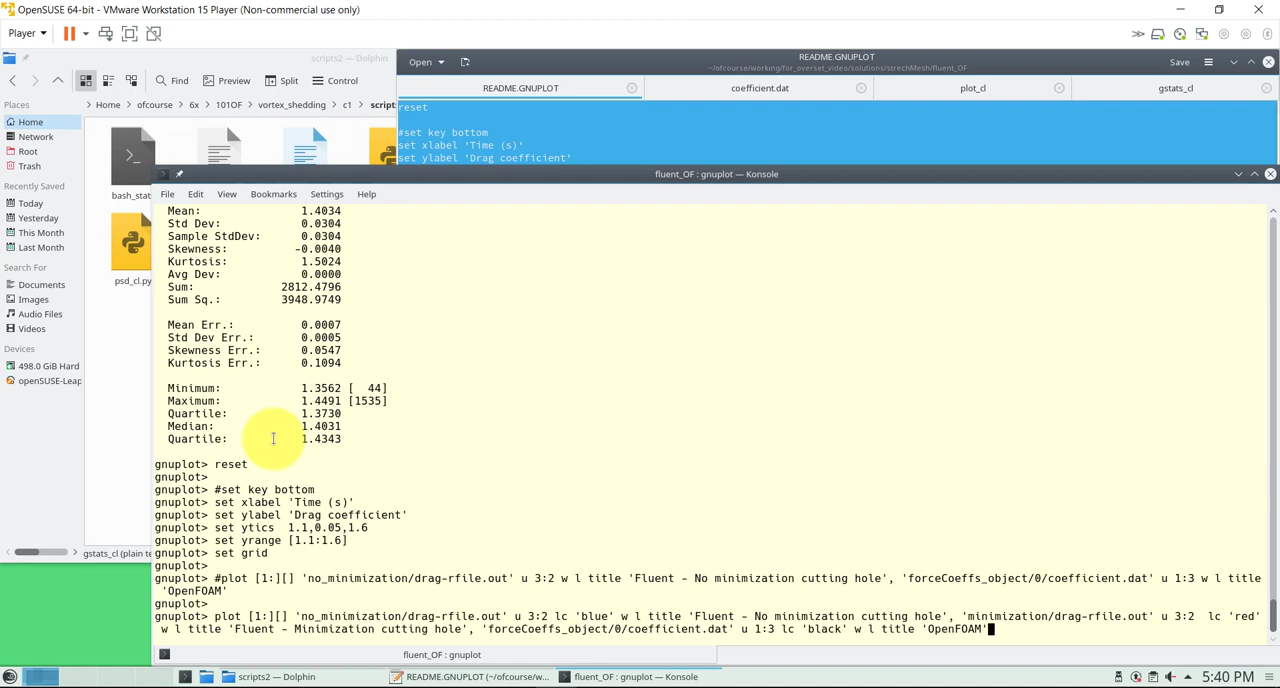 OpenSUSE 64-bit - VMware Workstation 15 Player (Non-commercial use only)
Player
scripts2 — Dolphin
Find
Preview
Split
Control
Places
Home
Network
Root
Trash
Recently Saved
Today
Yesterday
This Month
Last Month
Search For
Documents
Images
Audio Files
Videos
Devices
498.0 GiB Hard
openSUSE-Leap
> Home > ofcourse > 6x > 101OF > vortex_shedding > c1 > script
bash_stat
psd_cl.py
gstats_cl (plain te
Open
README.GNUPLOT
~/ofcourse/working/for_overset_video/solutions/strechMesh/fluent_OF
Save
README.GNUPLOT
coefficient.dat
plot_cl
gstats_cl
reset
#set key bottom
set xlabel 'Time (s)'
set ylabel 'Drag coefficient'
fluent_OF : gnuplot — Konsole
File Edit View Bookmarks Settings Help
Mean: 1.4034
Std Dev: 0.0304
Sample StdDev: 0.0304
Skewness: -0.0040
Kurtosis: 1.5024
Avg Dev: 0.0000
Sum: 2812.4796
Sum Sq.: 3948.9749
Mean Err.: 0.0007
Std Dev Err.: 0.0005
Skewness Err.: 0.0547
Kurtosis Err.: 0.1094
Minimum: 1.3562 [ 44]
Maximum: 1.4491 [1535]
Quartile: 1.3730
Median: 1.4031
Quartile: 1.4343
gnuplot> reset
gnuplot>
gnuplot> #set key bottom
gnuplot> set xlabel 'Time (s)'
gnuplot> set ylabel 'Drag coefficient'
gnuplot> set ytics 1.1,0.05,1.6
gnuplot> set yrange [1.1:1.6]
gnuplot> set grid
gnuplot>
gnuplot> #plot [1:][] 'no_minimization/drag-rfile.out' u 3:2 w l title 'Fluent - No minimization cutting hole', 'forceCoeffs_object/0/coefficient.dat' u 1:3 w l title
'OpenFOAM'
gnuplot>
gnuplot> plot [1:][] 'no_minimization/drag-rfile.out' u 3:2 lc 'blue' w l title 'Fluent - No minimization cutting hole', 'minimization/drag-rfile.out' u 3:2 lc 'red'
w l title 'Fluent - Minimization cutting hole', 'forceCoeffs_object/0/coefficient.dat' u 1:3 lc 'black' w l title 'OpenFOAM'
fluent_OF : gnuplot
scripts2 — Dolphin
README.GNUPLOT (~/ofcourse/w...
fluent_OF : gnuplot — Konsole
5:40 PM